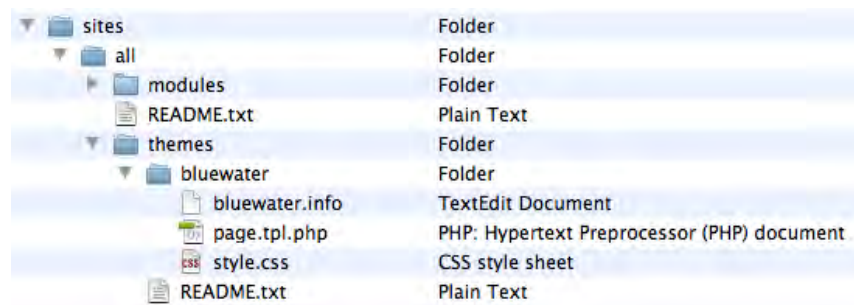 sites Folder
all Folder
modules Folder
README.txt Plain Text
themes Folder
bluewater Folder
bluewater.info TextEdit Document
page.tpl.php PHP: Hypertext Preprocessor (PHP) document
style.css CSS style sheet
README.txt Plain Text